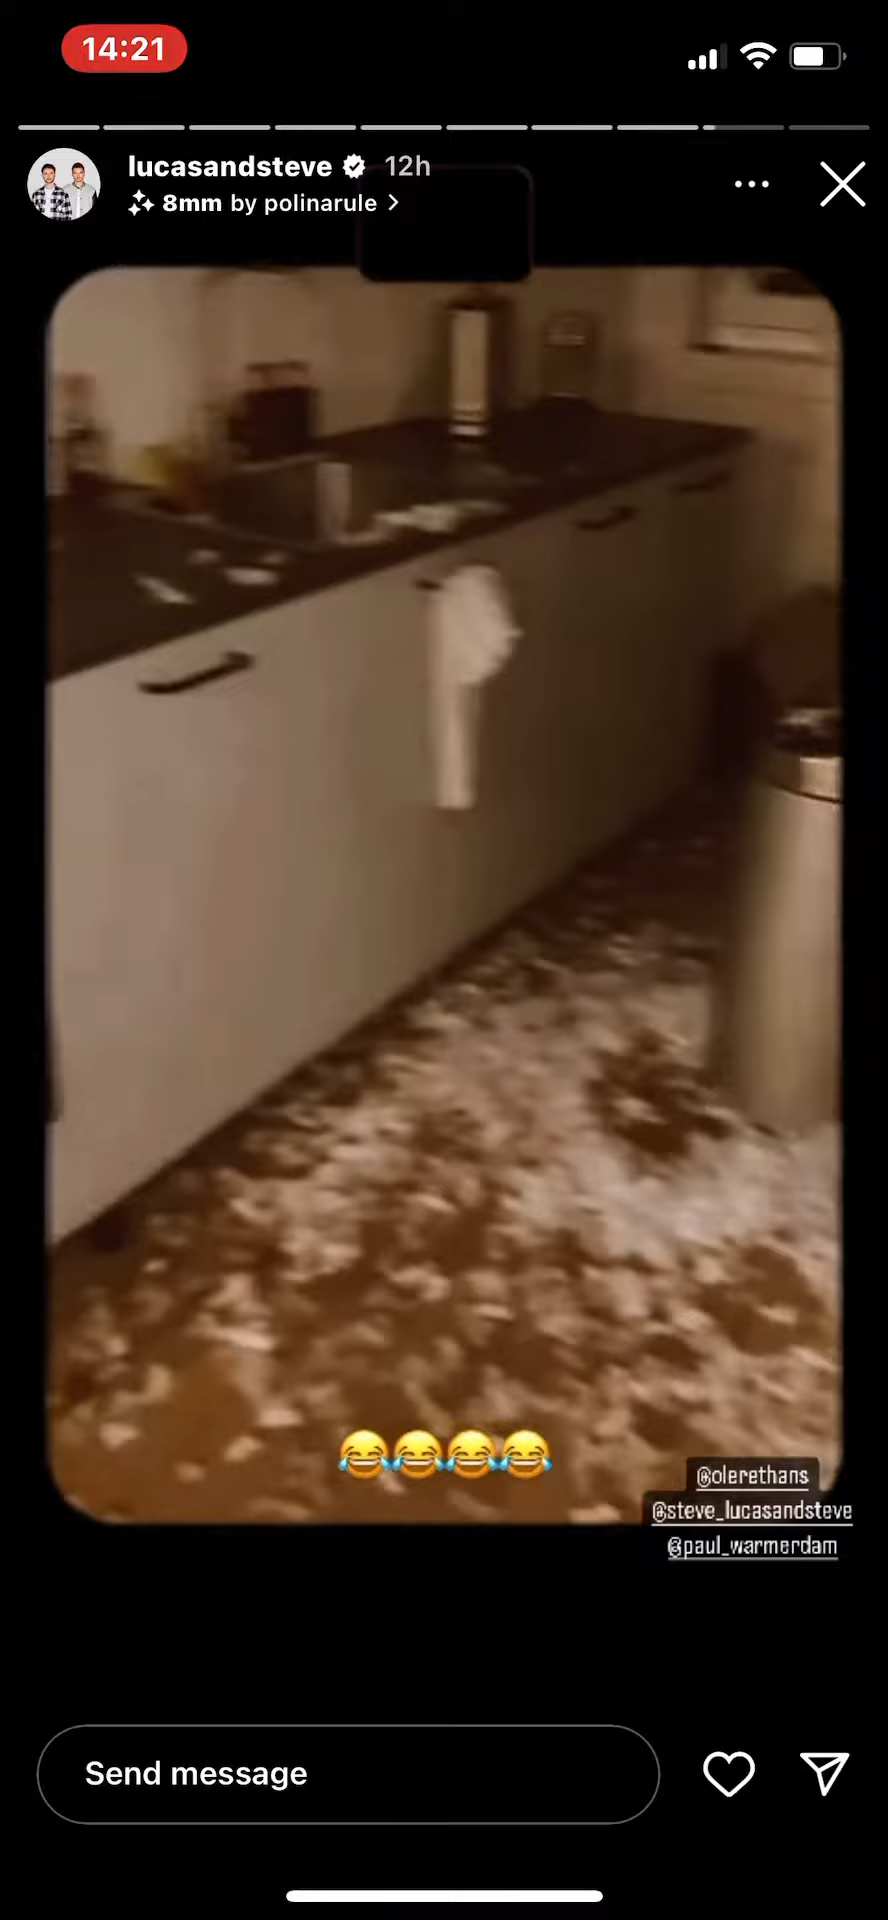 14:21
lucasandsteve 12h
8mm by polinarule >
😂😂😂😂
@olerethans
@steve_lucasandsteve
@paul_warmerdam
Send message